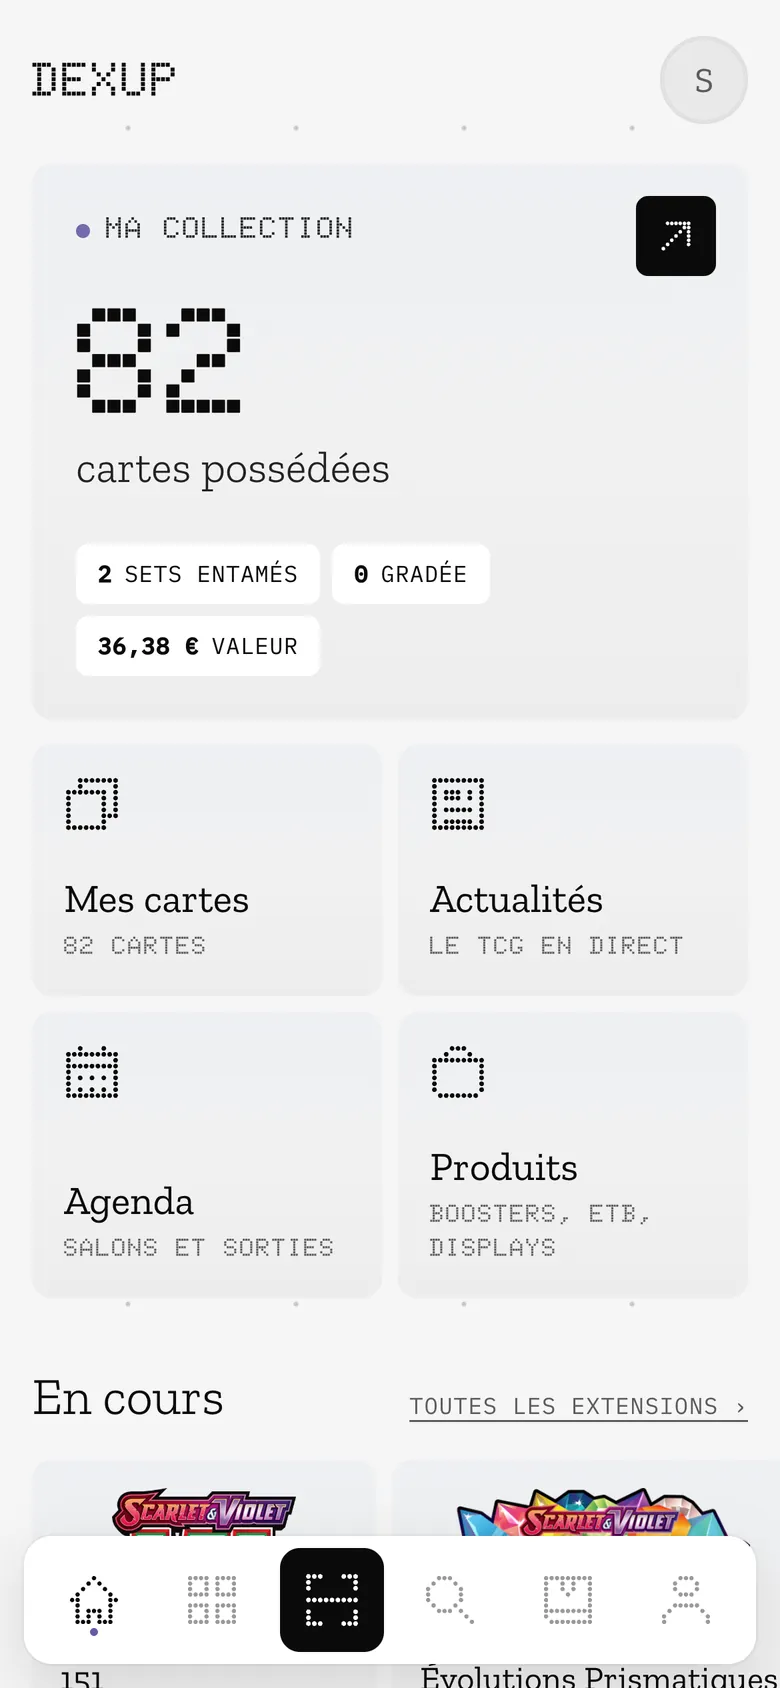 DEXUP
S
MA COLLECTION
82
cartes possédées
2 SETS ENTAMÉS
0 GRADÉE
36,38 € VALEUR
Mes cartes
82 CARTES
Actualités
LE TCG EN DIRECT
Agenda
SALONS ET SORTIES
Produits
BOOSTERS, ETB,
DISPLAYS
En cours
TOUTES LES EXTENSIONS ›
SCARLET & VIOLET
SCARLET & VIOLET
151
Évolutions Prismatiques